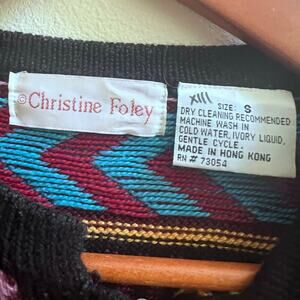 ©Christine Foley
XIII
SIZE: S
DRY CLEANING RECOMMENDED
MACHINE WASH IN
COLD WATER, IVORY LIQUID,
GENTLE CYCLE.
MADE IN HONG KONG
RN # 73054